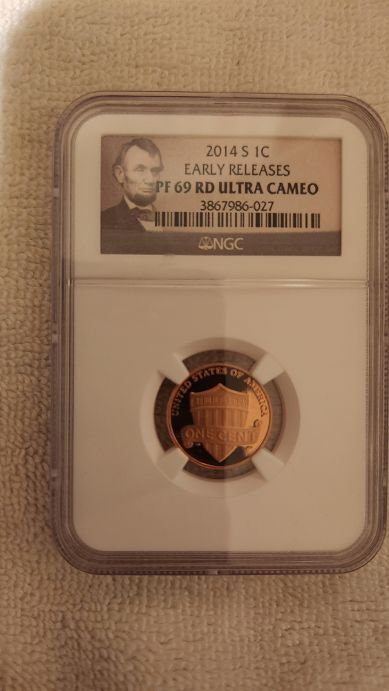 2014 S 1C
EARLY RELEASES
PF 69 RD ULTRA CAMEO
3867986-027
NGC
UNITED STATES OF AMERICA
ONE CENT